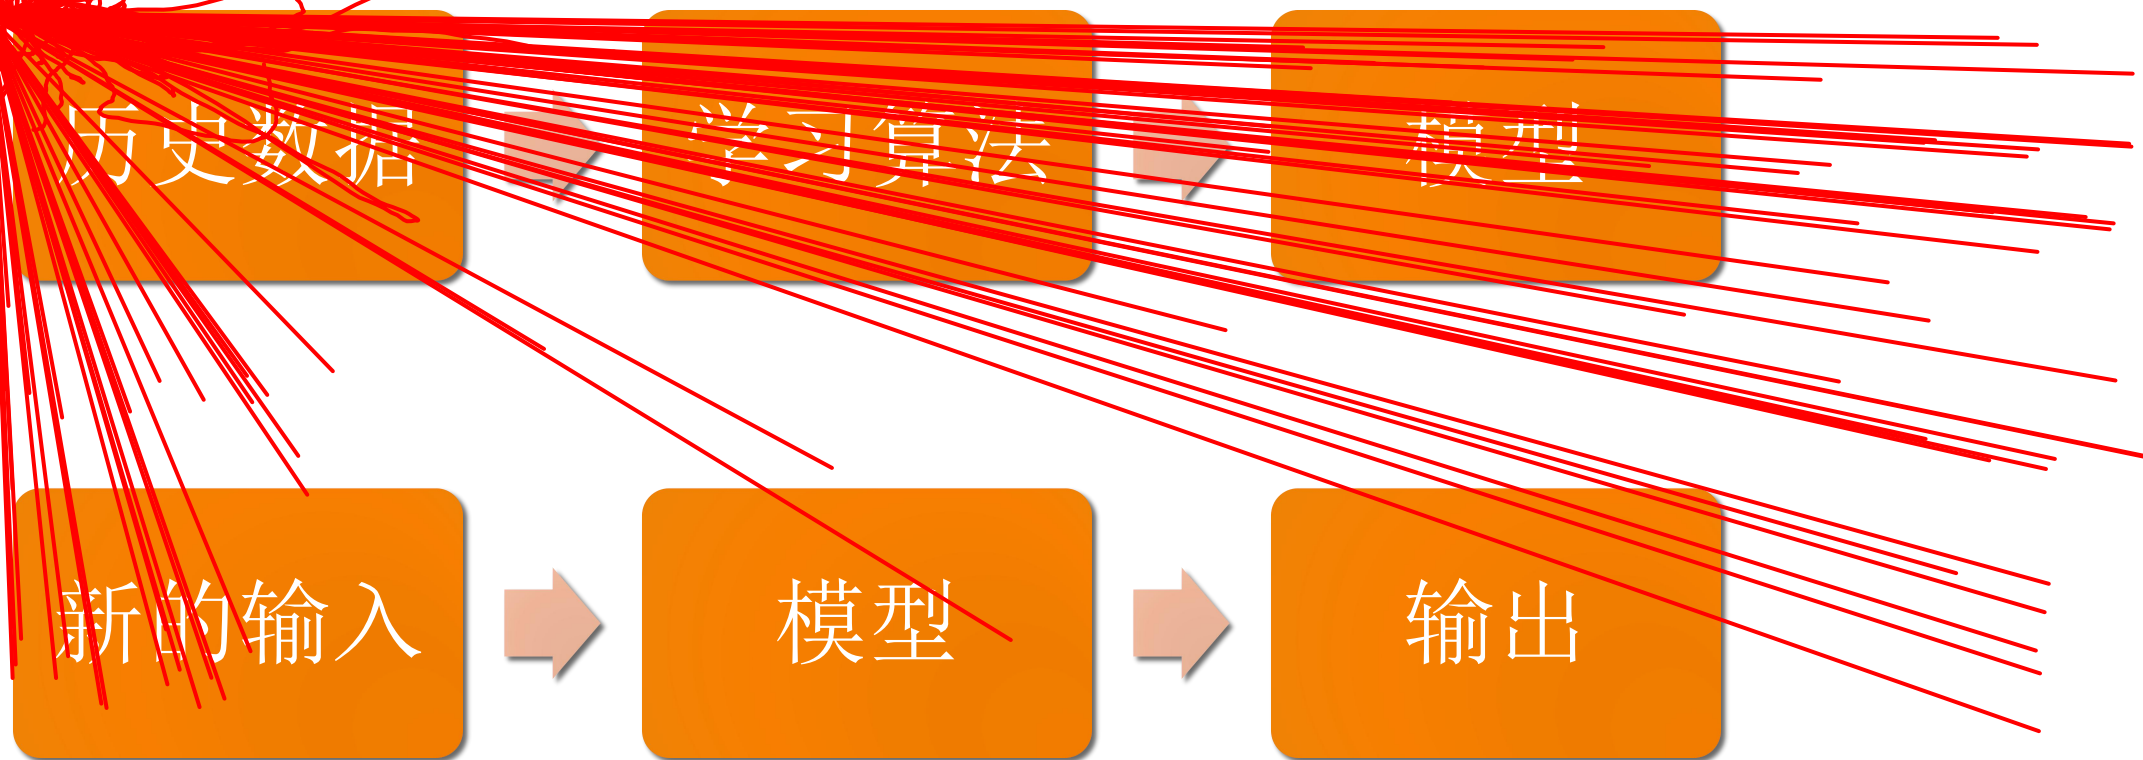 历史数据
学习算法
模型
新的输入
模型
输出